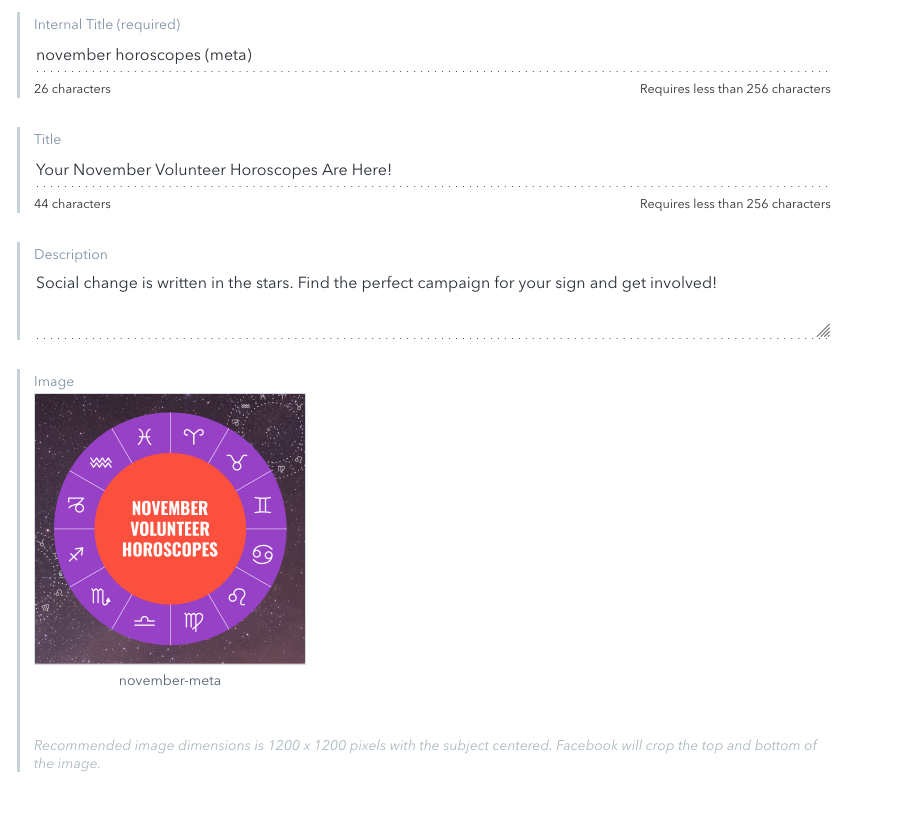 Internal Title (required)
november horoscopes (meta)
26 characters
Requires less than 256 characters
Title
Your November Volunteer Horoscopes Are Here!
44 characters
Requires less than 256 characters
Description
Social change is written in the stars. Find the perfect campaign for your sign and get involved!
Image
NOVEMBER
VOLUNTEER
HOROSCOPES
november-meta
Recommended image dimensions is 1200 x 1200 pixels with the subject centered. Facebook will crop the top and bottom of
the image.